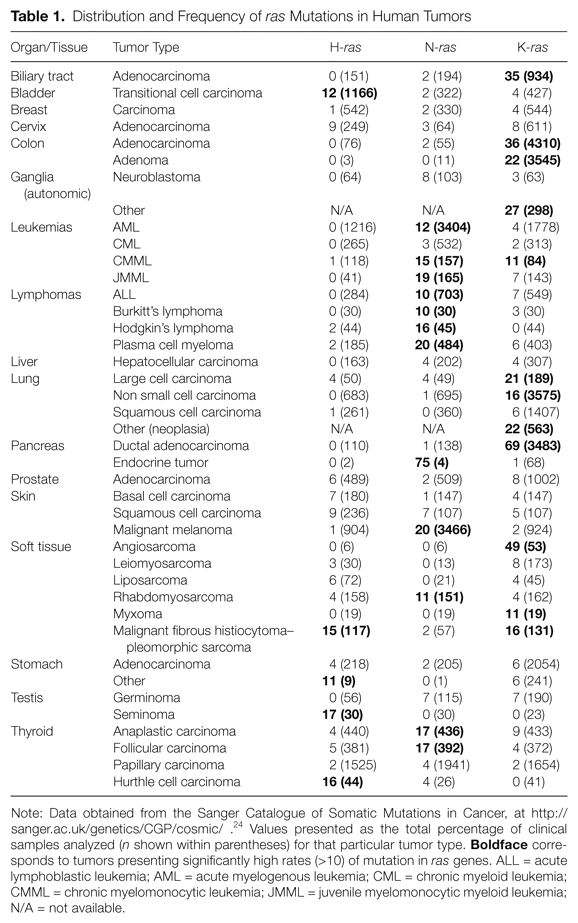 Table 1. Distribution and Frequency of ras Mutations in Human Tumors
Organ/Tissue Tumor Type H-ras N-ras K-ras
Biliary tract Adenocarcinoma 0 (151) 2 (194) 35 (934)
Bladder Transitional cell carcinoma 12 (1166) 2 (322) 4 (427)
Breast Carcinoma 1 (542) 2 (330) 4 (544)
Cervix Adenocarcinoma 9 (249) 3 (64) 8 (611)
Colon Adenocarcinoma 0 (76) 2 (55) 36 (4310)
Adenoma 0 (3) 0 (11) 22 (3545)
Ganglia Neuroblastoma 0 (64) 8 (103) 3 (63)
(autonomic)
Other N/A N/A 27 (298)
Leukemias AML 0 (1216) 12 (3404) 4 (1778)
CML 0 (265) 3 (532) 2 (313)
CMML 1 (118) 15 (157) 11 (84)
JMML 0 (41) 19 (165) 7 (143)
Lymphomas ALL 0 (284) 10 (703) 7 (549)
Burkitt's lymphoma 0 (30) 10 (30) 3 (30)
Hodgkin's lymphoma 2 (44) 16 (45) 0 (44)
Plasma cell myeloma 2 (185) 20 (484) 6 (403)
Liver Hepatocellular carcinoma 0 (163) 4 (202) 4 (307)
Lung Large cell carcinoma 4 (50) 4 (49) 21 (189)
Non small cell carcinoma 0 (683) 1 (695) 16 (3575)
Squamous cell carcinoma 1 (261) 0 (360) 6 (1407)
Other (neoplasia) N/A N/A 22 (563)
Pancreas Ductal adenocarcinoma 0 (110) 1 (138) 69 (3483)
Endocrine tumor 0 (2) 75 (4) 1 (68)
Prostate Adenocarcinoma 6 (489) 2 (509) 8 (1002)
Skin Basal cell carcinoma 7 (180) 1 (147) 4 (147)
Squamous cell carcinoma 9 (236) 7 (107) 5 (107)
Malignant melanoma 1 (904) 20 (3466) 2 (924)
Soft tissue Angiosarcoma 0 (6) 0 (6) 49 (53)
Leiomyosarcoma 3 (30) 0 (13) 8 (173)
Liposarcoma 6 (72) 0 (21) 4 (45)
Rhabdomyosarcoma 4 (158) 11 (151) 4 (162)
Myxoma 0 (19) 0 (19) 11 (19)
Malignant fibrous histiocytoma– 15 (117) 2 (57) 16 (131)
pleomorphic sarcoma
Stomach Adenocarcinoma 4 (218) 2 (205) 6 (2054)
Other 11 (9) 0 (1) 6 (241)
Testis Germinoma 0 (56) 7 (115) 7 (190)
Seminoma 17 (30) 0 (30) 0 (23)
Thyroid Anaplastic carcinoma 4 (440) 17 (436) 9 (433)
Follicular carcinoma 5 (381) 17 (392) 4 (372)
Papillary carcinoma 2 (1525) 4 (1941) 2 (1654)
Hurthle cell carcinoma 16 (44) 4 (26) 0 (41)
Note: Data obtained from the Sanger Catalogue of Somatic Mutations in Cancer, at http://
sanger.ac.uk/genetics/CGP/cosmic/ .24 Values presented as the total percentage of clinical
samples analyzed (n shown within parentheses) for that particular tumor type. Boldface corre-
sponds to tumors presenting significantly high rates (>10) of mutation in ras genes. ALL = acute
lymphoblastic leukemia; AML = acute myelogenous leukemia; CML = chronic myeloid leukemia;
CMML = chronic myelomonocytic leukemia; JMML = juvenile myelomonocytic myeloid leukemia;
N/A = not available.